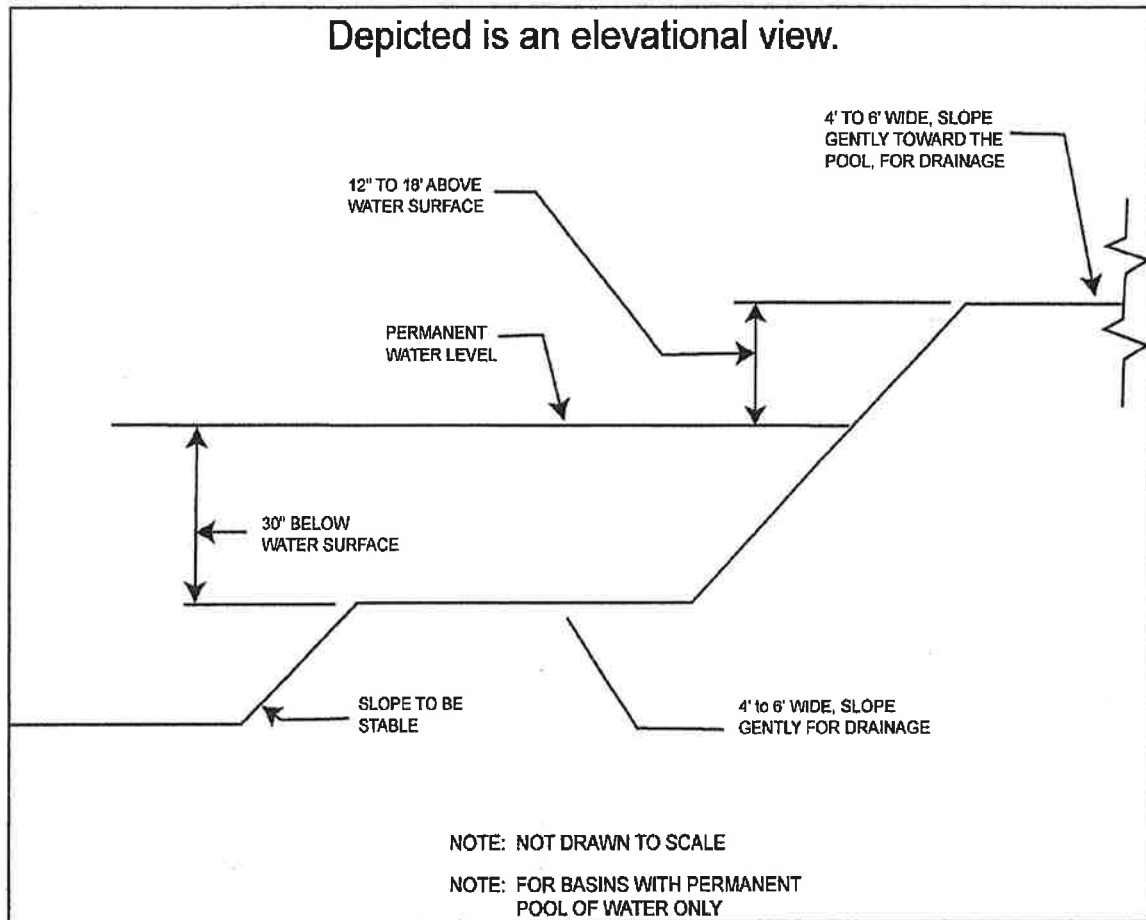 Depicted is an elevational view.
4' TO 6' WIDE, SLOPE
GENTLY TOWARD THE
POOL, FOR DRAINAGE
12" TO 18' ABOVE
WATER SURFACE
PERMANENT
WATER LEVEL
30" BELOW
WATER SURFACE
SLOPE TO BE
STABLE
4' to 6' WIDE, SLOPE
GENTLY FOR DRAINAGE
NOTE: NOT DRAWN TO SCALE
NOTE: FOR BASINS WITH PERMANENT
POOL OF WATER ONLY